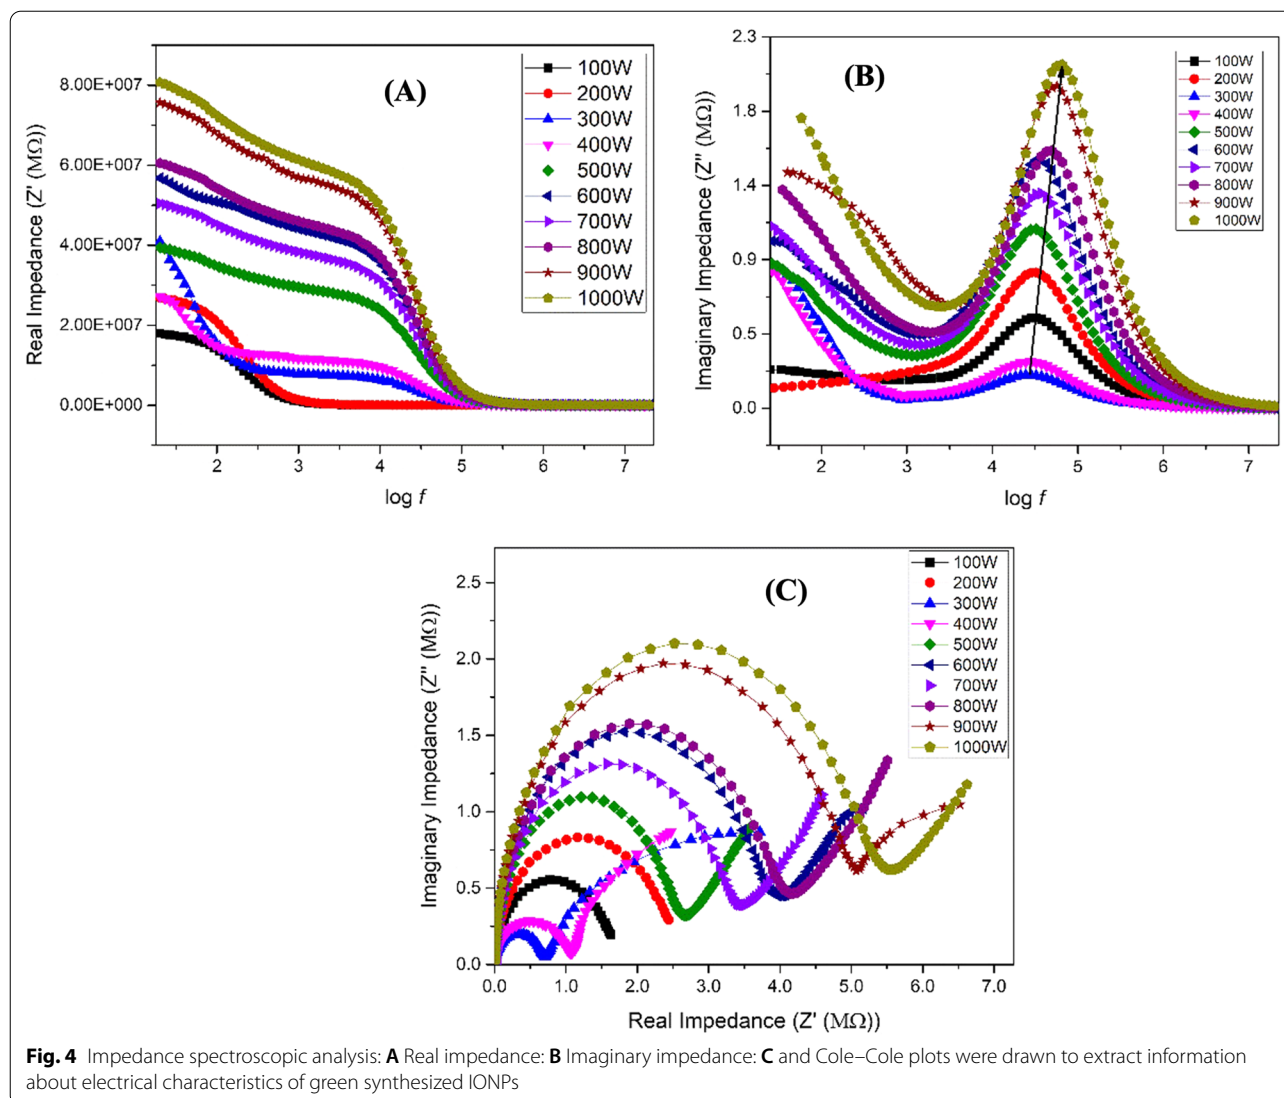 (A)
Real Impedance (Z' (MΩ))
8.00E+007
6.00E+007
4.00E+007
2.00E+007
0.00E+000
2 3 4 5 6 7
log f
100W
200W
300W
400W
500W
600W
700W
800W
900W
1000W
(B)
Imaginary Impedance (Z" (MΩ))
2.3
1.8
1.4
0.9
0.5
0.0
2 3 4 5 6 7
log f
100W
200W
300W
400W
500W
600W
700W
800W
900W
1000W
(C)
Imaginary Impedance (Z" (MΩ))
2.5
2.0
1.5
1.0
0.5
0.0
0.0 1.0 2.0 3.0 4.0 5.0 6.0 7.0
Real Impedance (Z' (MΩ))
100W
200W
300W
400W
500W
600W
700W
800W
900W
1000W
Fig. 4 Impedance spectroscopic analysis: A Real impedance: B Imaginary impedance: C and Cole–Cole plots were drawn to extract information
about electrical characteristics of green synthesized IONPs